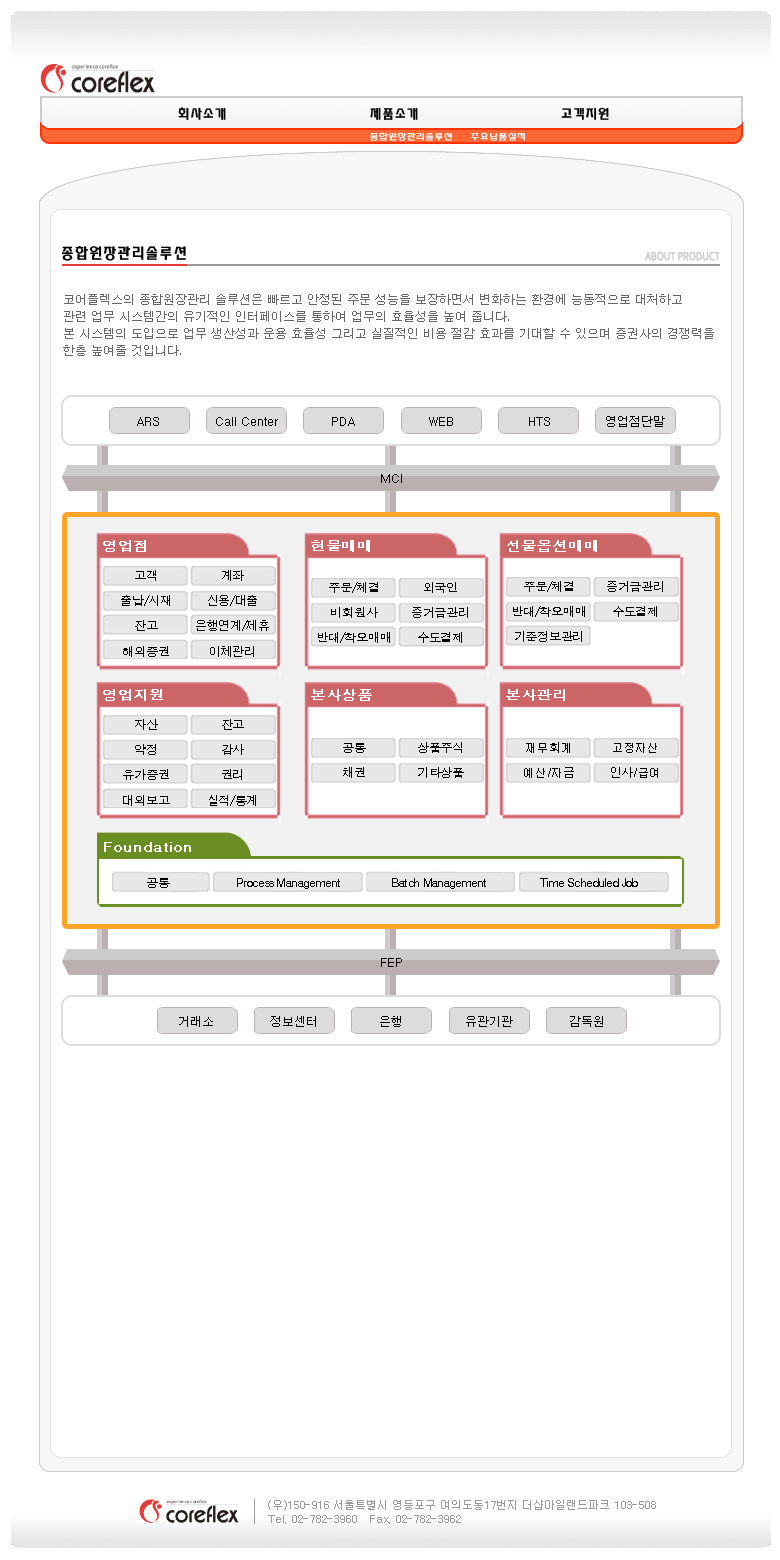 experience coreflex
coreflex
회사소개 제품소개 고객지원
종합원장관리솔루션 주요납품실적
종합원장관리솔루션 ABOUT PRODUCT
코어플렉스의 종합원장관리 솔루션은 빠르고 안정된 주문 성능을 보장하면서 변화하는 환경에 능동적으로 대처하고
관련 업무 시스템간의 유기적인 인터페이스를 통하여 업무의 효율성을 높여 줍니다.
본 시스템의 도입으로 업무 생산성과 운용 효율성 그리고 실질적인 비용 절감 효과를 기대할 수 있으며 증권사의 경쟁력을
한층 높여줄 것입니다.
ARS Call Center PDA WEB HTS 영업점단말
MCI
영업점
고객 계좌
출납/시재 신용/대출
잔고 은행연계/제휴
해외증권 이체관리
현물매매
주문/체결 외국인
비회원사 증거금관리
반대/착오매매 수도결제
선물옵션매매
주문/체결 증거금관리
반대/착오매매 수도결제
기준정보관리
영업지원
자산 잔고
약정 감사
유가증권 권리
대외보고 실적/통계
본사상품
공통 상품주식
채권 기타상품
본사관리
재무회계 고정자산
예산/자금 인사/급여
Foundation
공통 Process Management Batch Management Time Scheduled Job
FEP
거래소 정보센터 은행 유관기관 감독원
experience coreflex
coreflex
(우)150-916 서울특별시 영등포구 여의도동17번지 더샵아일랜드파크 103-508
Tel. 02-782-3960 Fax. 02-782-3962